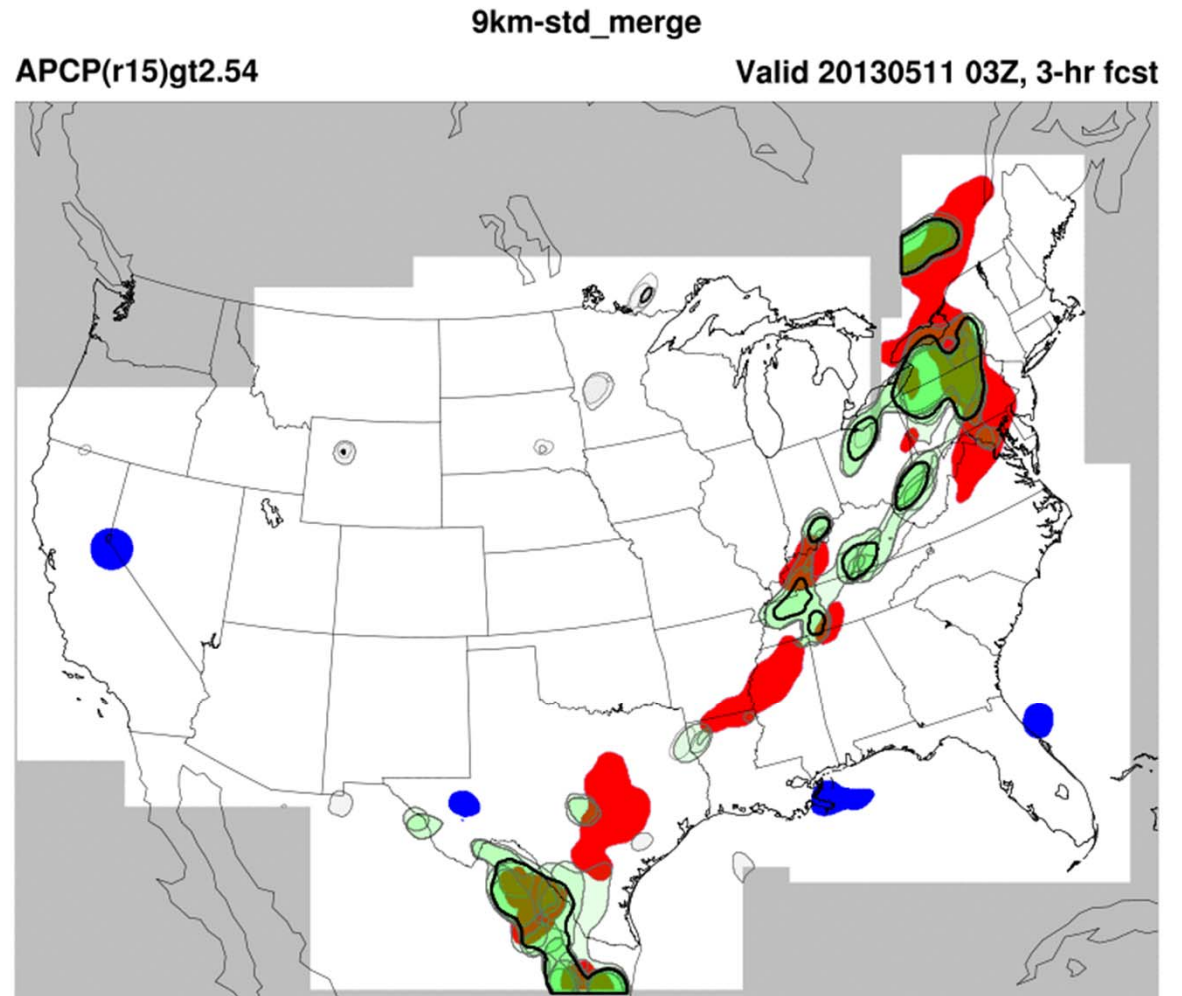 9km-std_merge
APCP(r15)gt2.54
Valid 20130511 03Z, 3-hr fcst